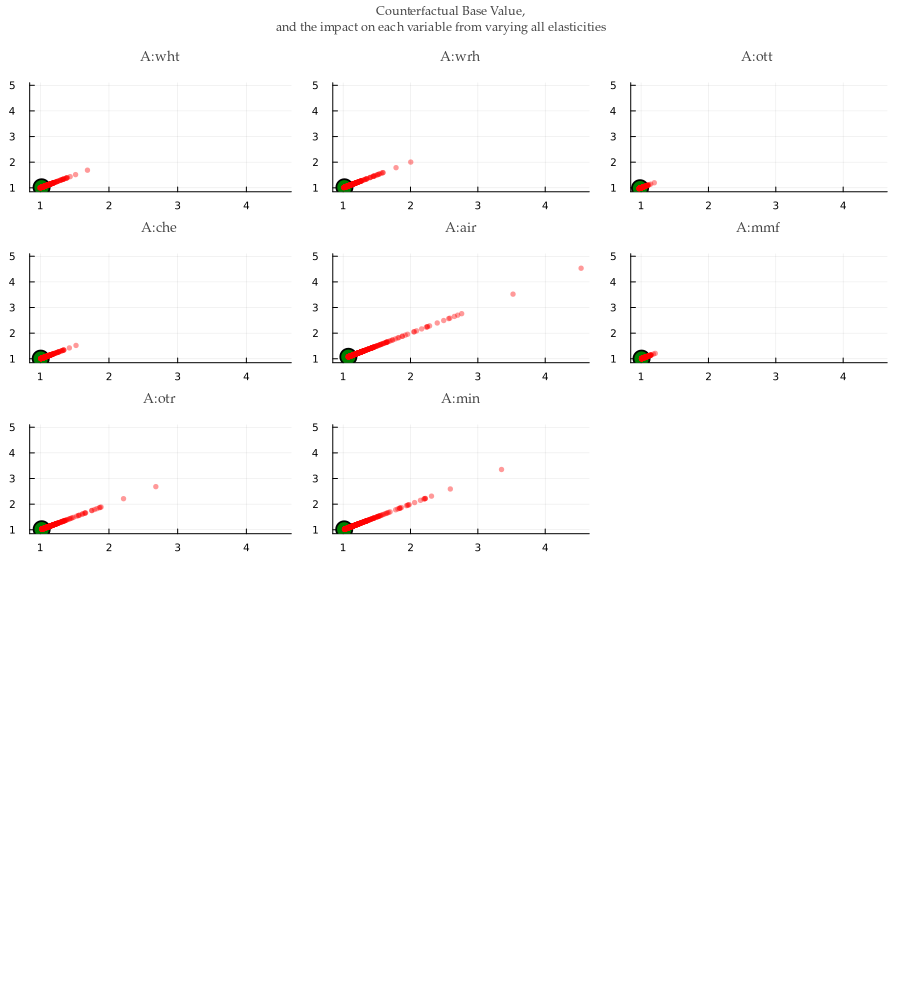 Counterfactual Base Value,
and the impact on each variable from varying all elasticities
A:wht
5
4
3
2
1
1 2 3 4
A:wrh
5
4
3
2
1
1 2 3 4
A:ott
5
4
3
2
1
1 2 3 4
A:che
5
4
3
2
1
1 2 3 4
A:air
5
4
3
2
1
1 2 3 4
A:mmf
5
4
3
2
1
1 2 3 4
A:otr
5
4
3
2
1
1 2 3 4
A:min
5
4
3
2
1
1 2 3 4